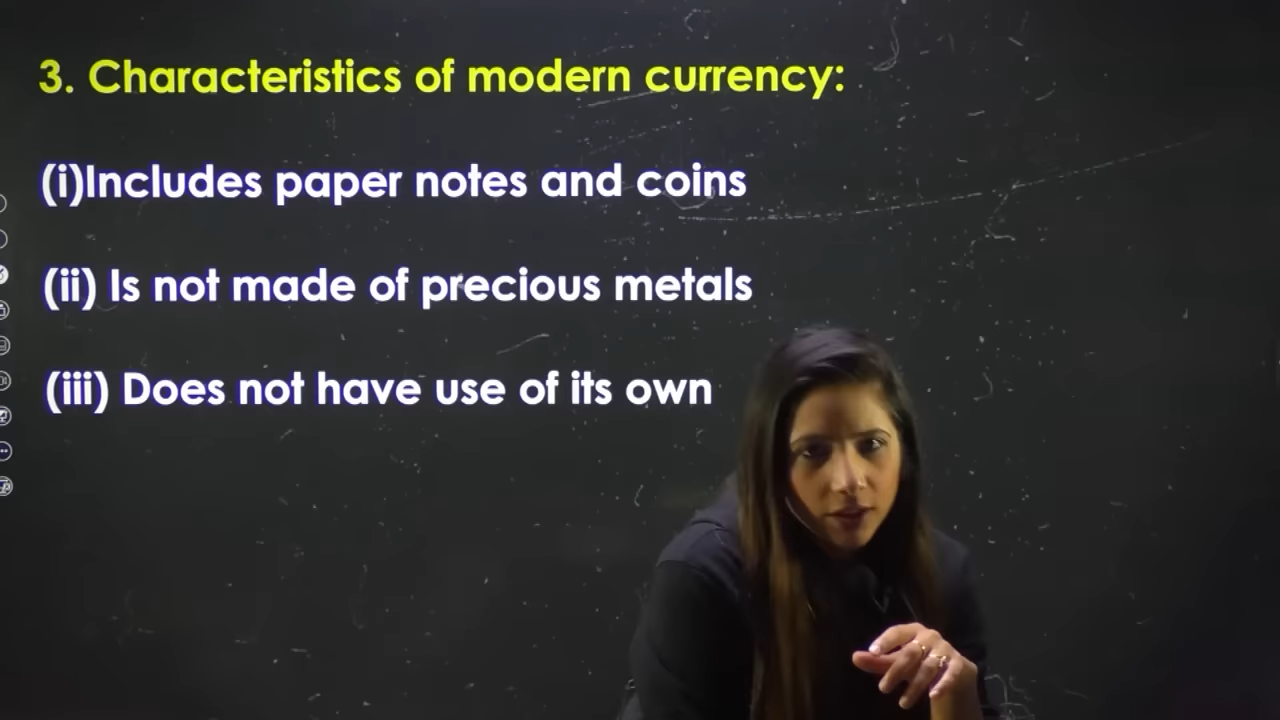 3. Characteristics of modern currency:
(i)Includes paper notes and coins
(ii) Is not made of precious metals
(iii) Does not have use of its own